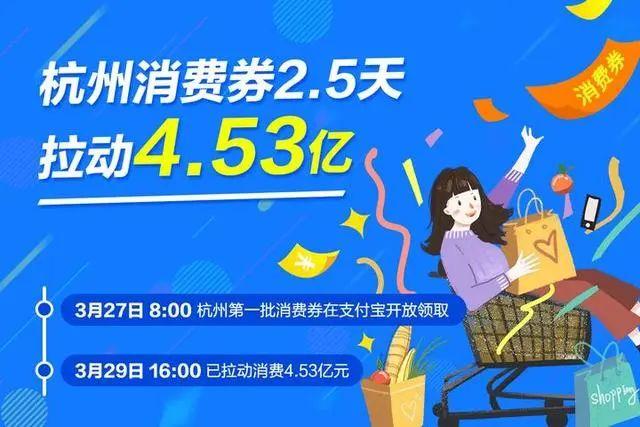 杭州消费券2.5天
拉动4.53亿
消费券
¥
3月27日 8:00 杭州第一批消费券在支付宝开放领取
3月29日 16:00 已拉动消费4.53亿元
shopping